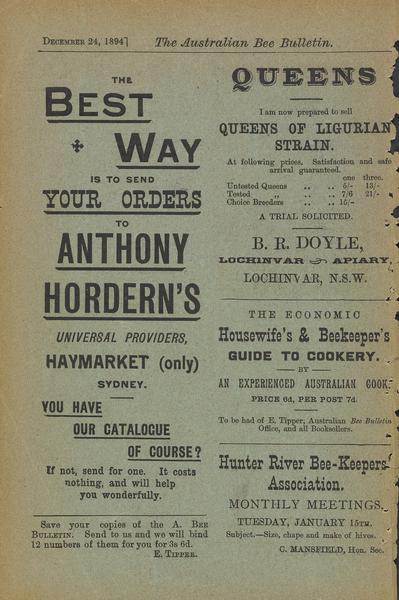 DECEMBER 24, 1894] The Australian Bee Bulletin.
THE
BEST
WAY
IS TO SEND
YOUR ORDERS
TO
ANTHONY
HORDERN'S
UNIVERSAL PROVIDERS,
HAYMARKET (only)
SYDNEY.
YOU HAVE
OUR CATALOGUE
OF COURSE?
If not, send for one. It costs
nothing, and will help
you wonderfully.
Save your copies of the A. BEE
BULLETIN. Send to us and we will bind
12 numbers of them for you for 3s 6d.
E. TIPPER.
QUEENS
I am now prepared to sell
QUEENS OF LIGURIAN
STRAIN.
At following prices. Satisfaction and safe
arrival guaranteed.
one three.
Untested Queens .. .. 5/- 13/-
Tested " .. .. 7/6 21/-
Choice Breeders .. .. 15/-
A TRIAL SOLICITED.
B. R. DOYLE,
LOCHINVAR APIARY,
LOCHINVAR, N.S.W.
THE ECONOMIC
Housewife's & Beekeeper's
GUIDE TO COOKERY.
BY
AN EXPERIENCED AUSTRALIAN COOK.
PRICE 6d, PER POST 7d.
To be had of E. Tipper, Australian Bee Bulletin
Office, and all Booksellers.
Hunter River Bee-Keepers'
Association.
MONTHLY MEETINGS.
TUESDAY, JANUARY 15TH.
Subject.—Size, shape and make of hives.
C. MANSFIELD, Hon. Sec.